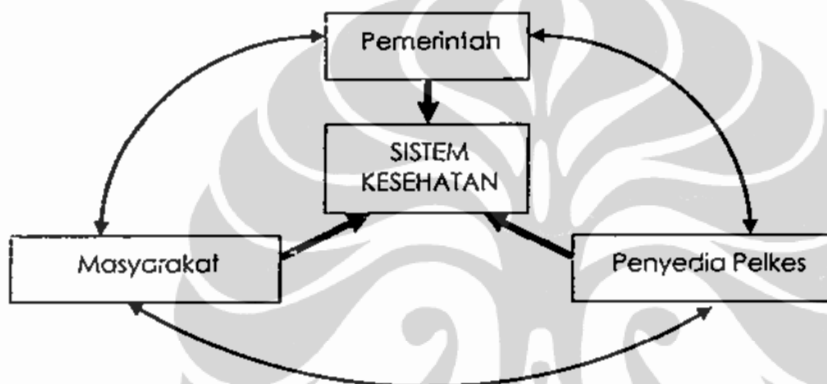 Pemerintah
SISTEM
KESEHATAN
Masyarakat
Penyedia Pelkes